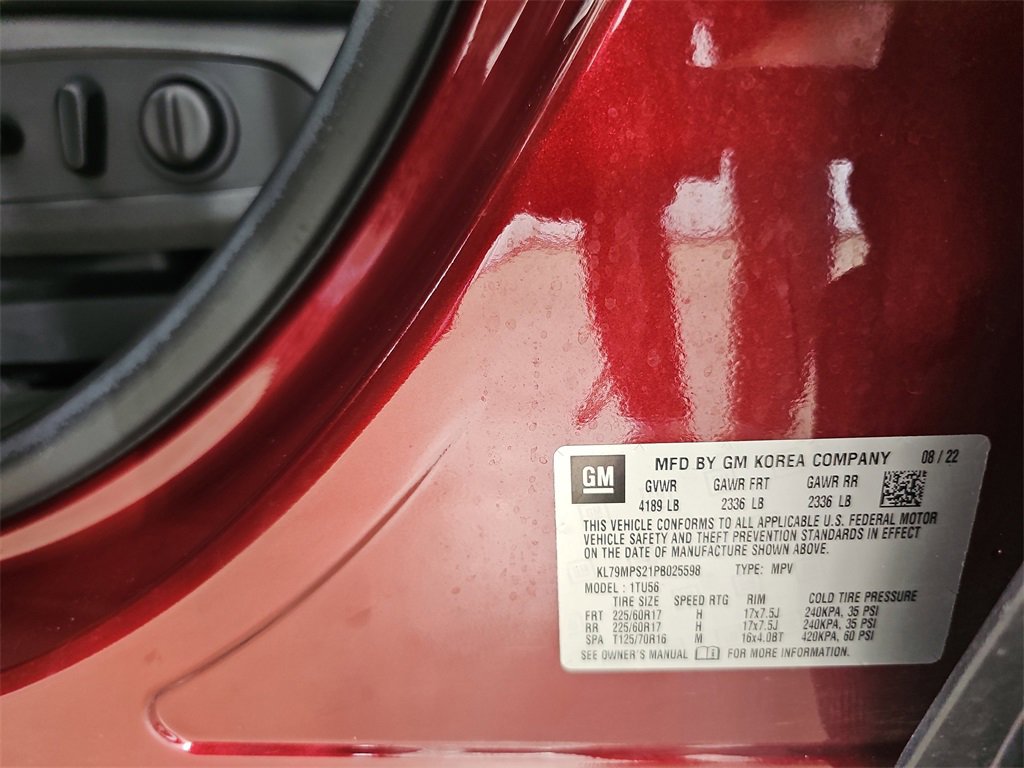 GM MFD BY GM KOREA COMPANY 08 / 22
GVWR GAWR FRT GAWR RR
4189 LB 2336 LB 2336 LB
THIS VEHICLE CONFORMS TO ALL APPLICABLE U.S. FEDERAL MOTOR
VEHICLE SAFETY AND THEFT PREVENTION STANDARDS IN EFFECT
ON THE DATE OF MANUFACTURE SHOWN ABOVE.
KL79MPS21PB025598 TYPE: MPV
MODEL : 1TU56
TIRE SIZE SPEED RTG RIM COLD TIRE PRESSURE
FRT 225/60R17 H 17x7.5J 240KPA, 35 PSI
RR 225/60R17 H 17x7.5J 240KPA, 35 PSI
SPA T125/70R16 M 16x4.0BT 420KPA, 60 PSI
SEE OWNER'S MANUAL FOR MORE INFORMATION.